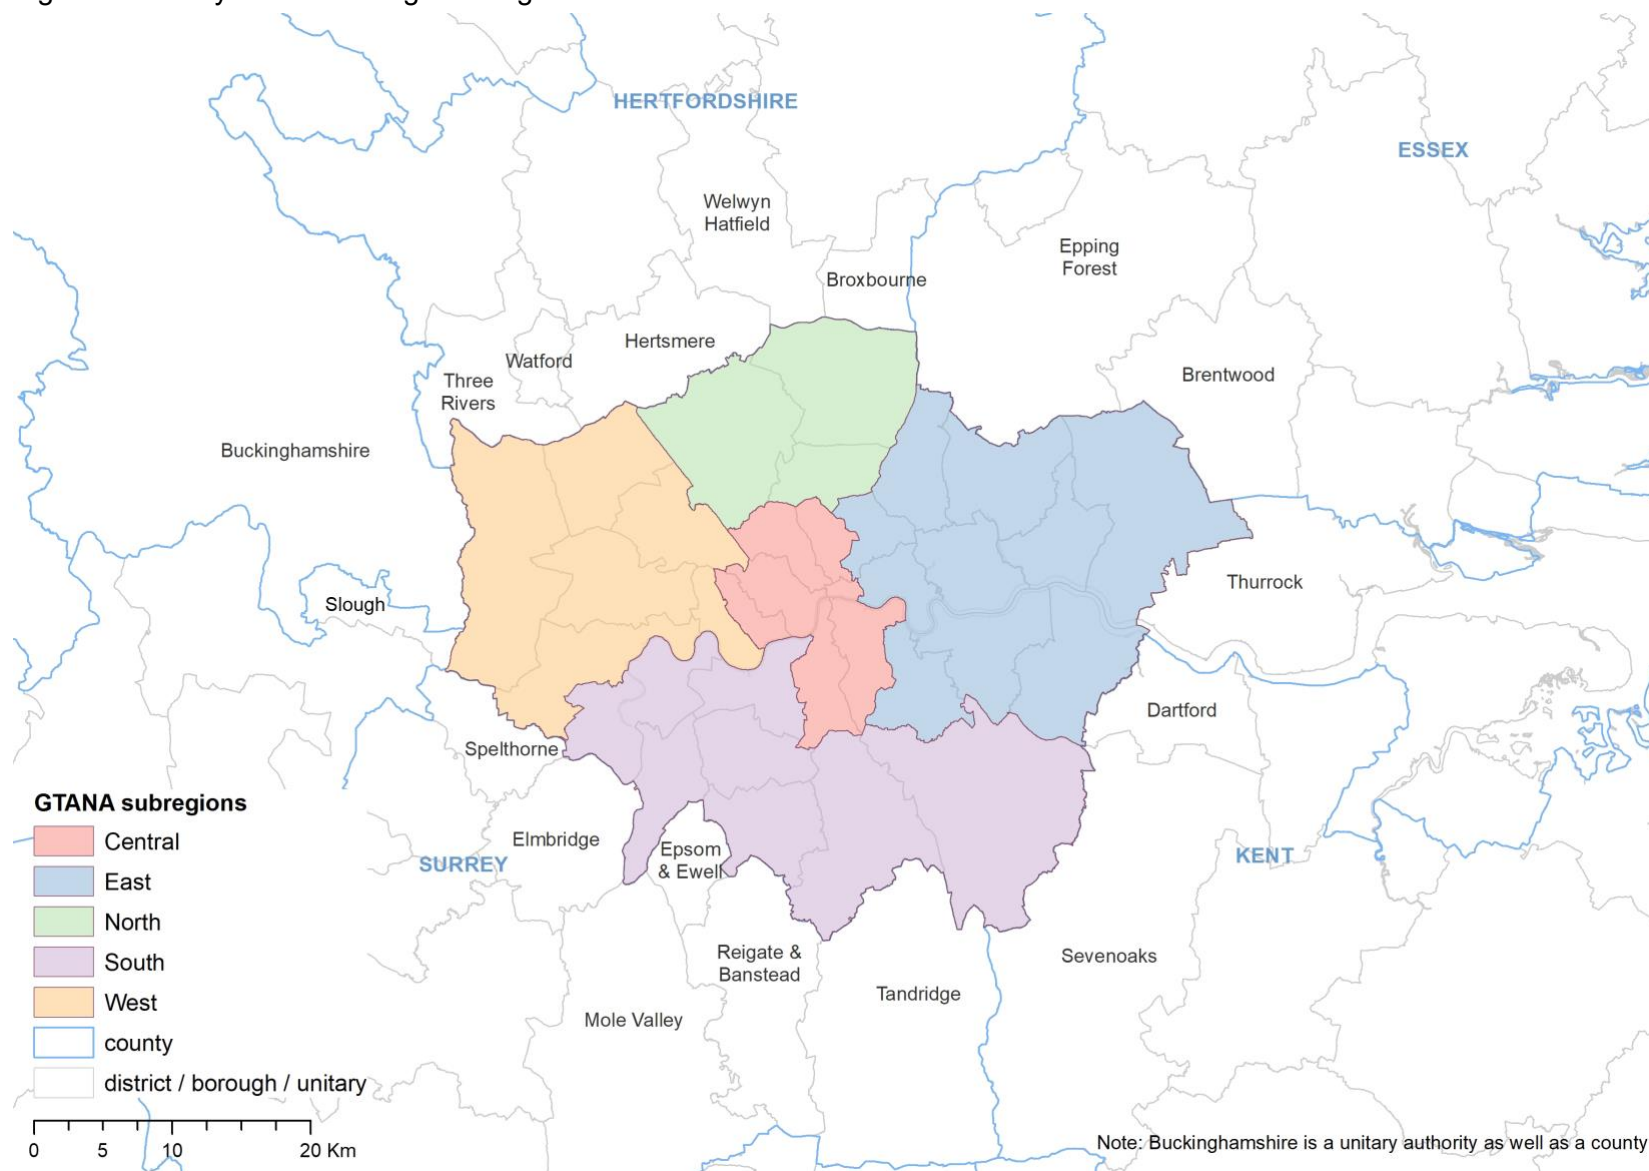 HERTFORDSHIRE
ESSEX
Welwyn
Hatfield
Epping
Forest
Broxbourne
Hertsmere
Watford
Three
Rivers
Brentwood
Buckinghamshire
Slough
Thurrock
Dartford
Spelthorne
GTANA subregions
Central
East
North
South
West
county
district / borough / unitary
0 5 10 20 Km
Elmbridge
SURREY
Epsom
& Ewell
KENT
Reigate &
Banstead
Sevenoaks
Tandridge
Mole Valley
Note: Buckinghamshire is a unitary authority as well as a county